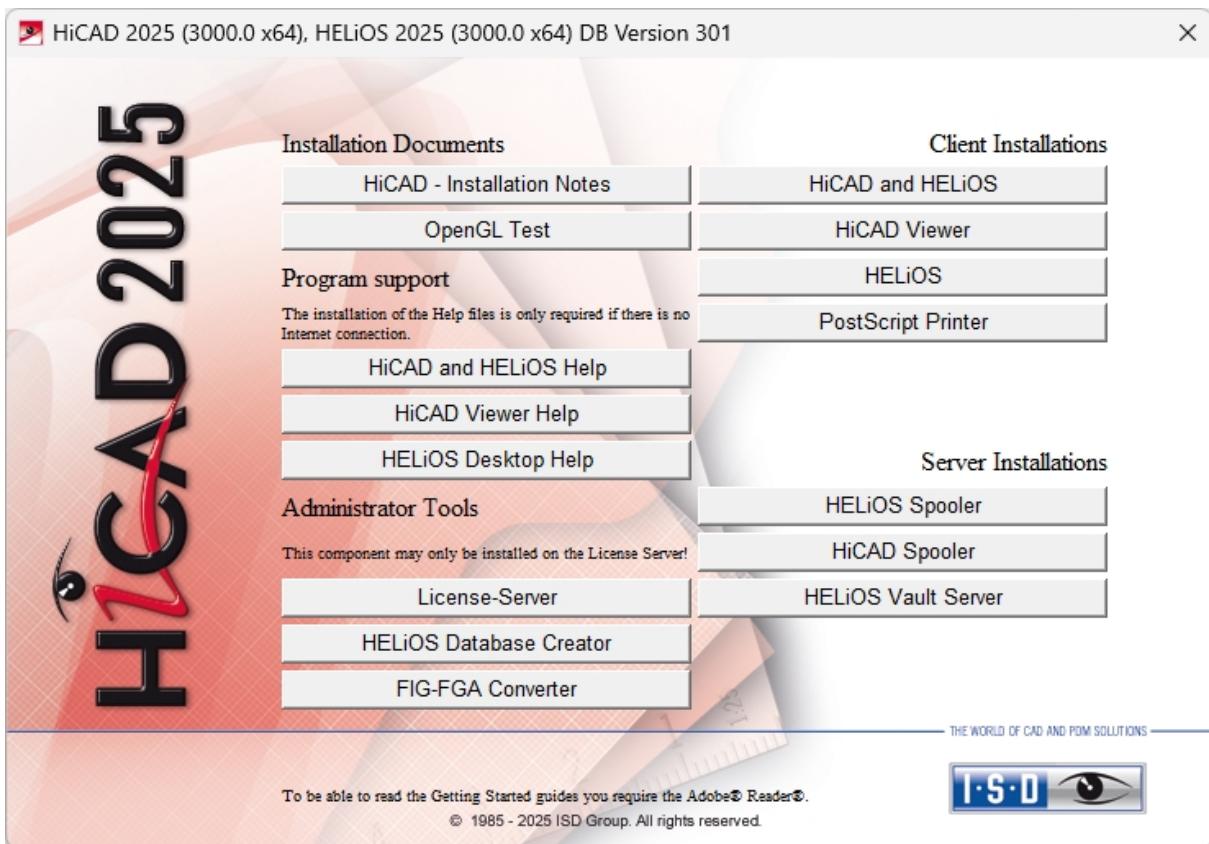 HiCAD 2025 (3000.0 x64), HELiOS 2025 (3000.0 x64) DB Version 301
HiCAD 2025
Installation Documents
HiCAD - Installation Notes
OpenGL Test
Program support
The installation of the Help files is only required if there is no
Internet connection.
HiCAD and HELiOS Help
HiCAD Viewer Help
HELiOS Desktop Help
Administrator Tools
This component may only be installed on the License Server!
License-Server
HELiOS Database Creator
FIG-FGA Converter
Client Installations
HiCAD and HELiOS
HiCAD Viewer
HELiOS
PostScript Printer
Server Installations
HELiOS Spooler
HiCAD Spooler
HELiOS Vault Server
THE WORLD OF CAD AND PDM SOLUTIONS
I·S·D
To be able to read the Getting Started guides you require the Adobe® Reader®.
© 1985 - 2025 ISD Group. All rights reserved.